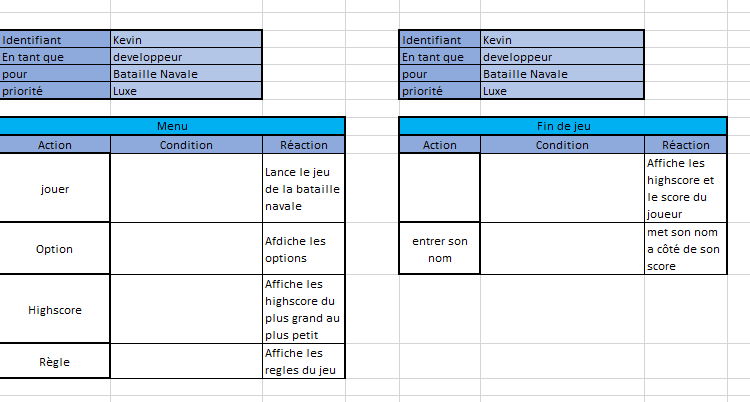 Identifiant Kevin
En tant que developpeur
pour Bataille Navale
priorité Luxe
Identifiant Kevin
En tant que developpeur
pour Bataille Navale
priorité Luxe
Menu
Action Condition Réaction
jouer
Lance le jeu
de la bataille
navale
Option
Afdiche les
options
Highscore
Affiche les
highscore du
plus grand au
plus petit
Règle
Affiche les
regles du jeu
Fin de jeu
Action Condition Réaction
Affiche les
highscore et
le score du
joueur
entrer son
nom
met son nom
a côté de son
score